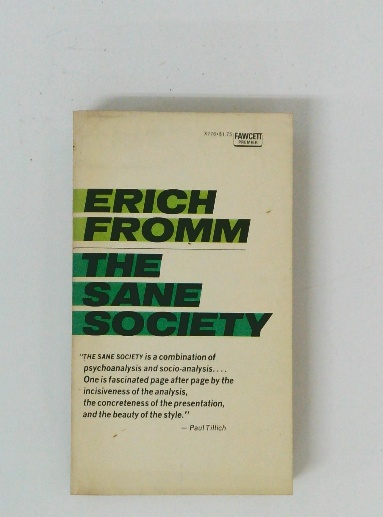 FAWCETT
PREMIER
ERICH
FROMM
THE
SANE
SOCIETY
"THE SANE SOCIETY is a combination of
psychoanalysis and socio-analysis....
One is fascinated page after page by the
incisiveness of the analysis,
the concreteness of the presentation,
and the beauty of the style."
— Paul Tillich